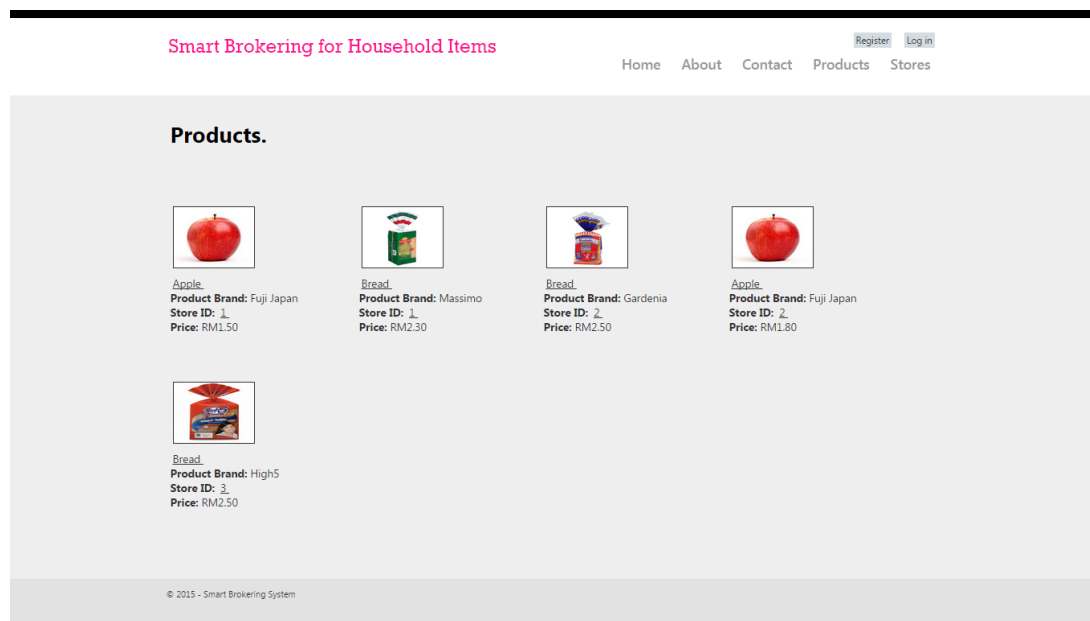 Smart Brokering for Household Items
Register Log in
Home About Contact Products Stores
Products.
Apple
Product Brand: Fuji Japan
Store ID: 1
Price: RM1.50
Bread
Product Brand: Massimo
Store ID: 1
Price: RM2.30
Bread
Product Brand: Gardenia
Store ID: 2
Price: RM2.50
Apple
Product Brand: Fuji Japan
Store ID: 2
Price: RM1.80
Bread
Product Brand: High5
Store ID: 3
Price: RM2.50
© 2015 - Smart Brokering System